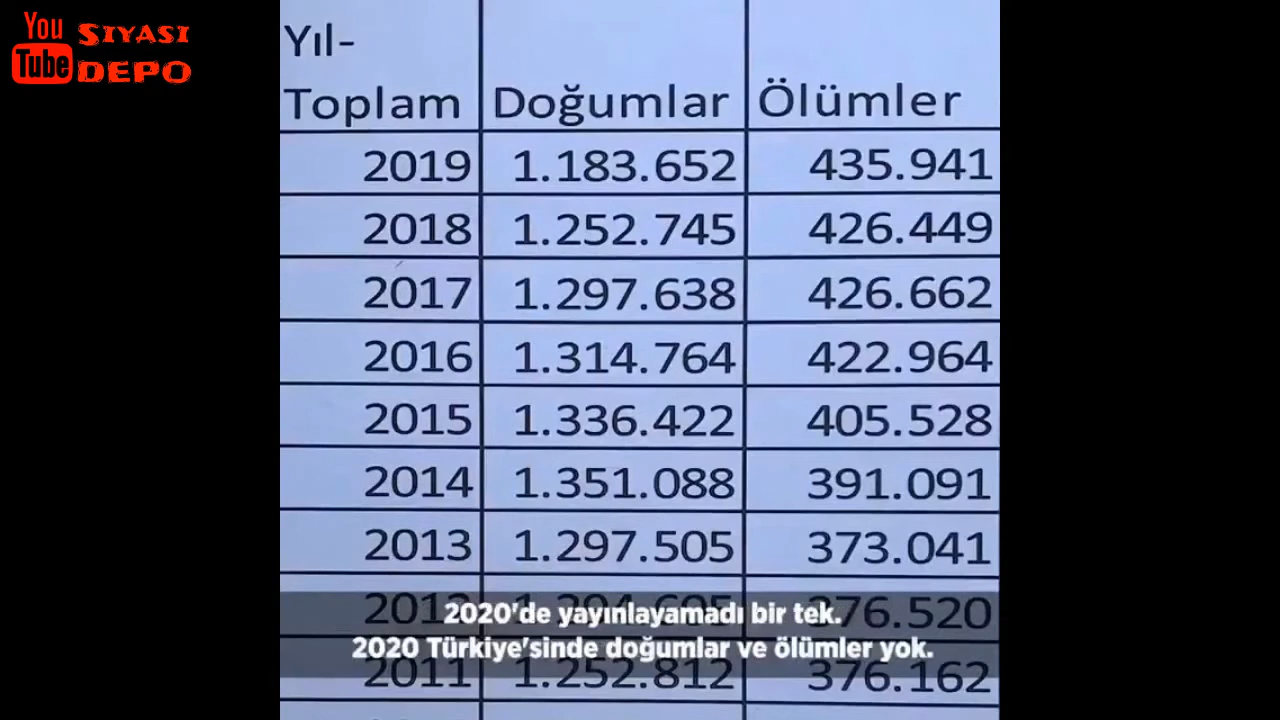 You SIYASI
Tube DEPO
Yıl-
Toplam Doğumlar Ölümler
2019 1.183.652 435.941
2018 1.252.745 426.449
2017 1.297.638 426.662
2016 1.314.764 422.964
2015 1.336.422 405.528
2014 1.351.088 391.091
2013 1.297.505 373.041
2012 376.520
2020'de yayınlayamadı bir tek.
2020 Türkiye'sinde doğumlar ve ölümler yok.
2011 1.252.812 376.162